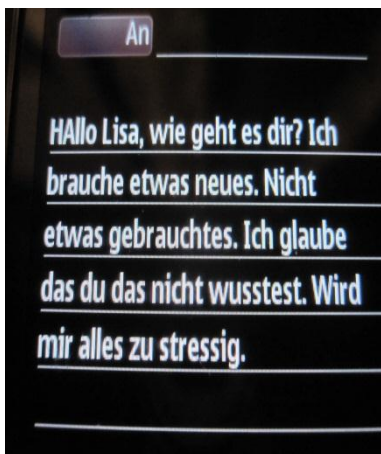 An
HAllo Lisa, wie geht es dir? Ich
brauche etwas neues. Nicht
etwas gebrauchtes. Ich glaube
das du das nicht wusstest. Wird
mir alles zu stressig.